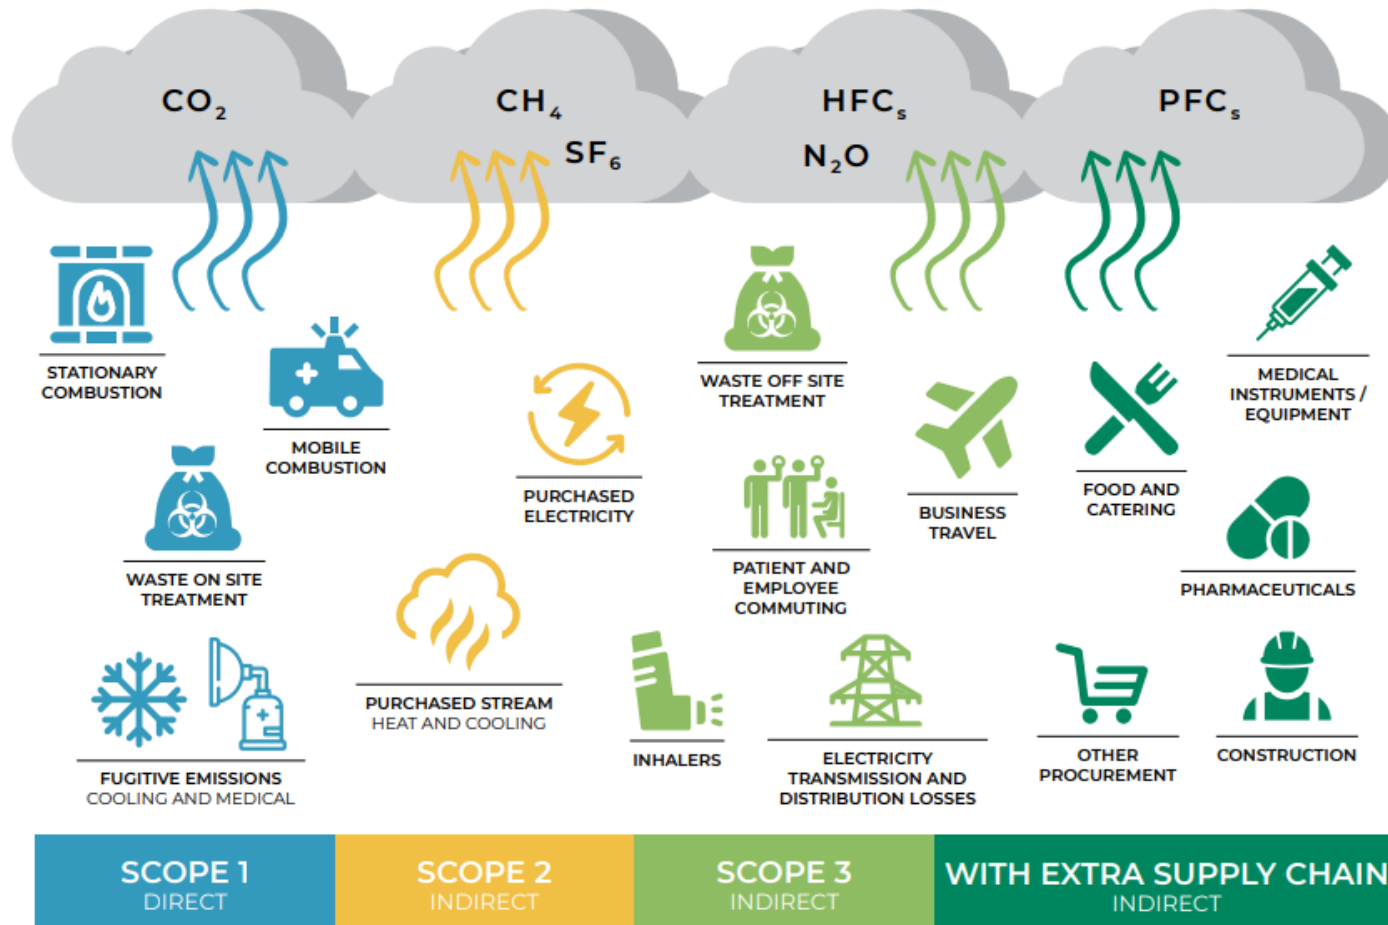 CO₂
CH₄
SF₆
HFCₛ
N₂O
PFCₛ
STATIONARY
COMBUSTION
MOBILE
COMBUSTION
WASTE ON SITE
TREATMENT
FUGITIVE EMISSIONS
COOLING AND MEDICAL
PURCHASED
ELECTRICITY
PURCHASED STREAM
HEAT AND COOLING
WASTE OFF SITE
TREATMENT
BUSINESS
TRAVEL
PATIENT AND
EMPLOYEE
COMMUTING
INHALERS
ELECTRICITY
TRANSMISSION AND
DISTRIBUTION LOSSES
MEDICAL
INSTRUMENTS /
EQUIPMENT
FOOD AND
CATERING
PHARMACEUTICALS
OTHER
PROCUREMENT
CONSTRUCTION
SCOPE 1
DIRECT
SCOPE 2
INDIRECT
SCOPE 3
INDIRECT
WITH EXTRA SUPPLY CHAIN
INDIRECT